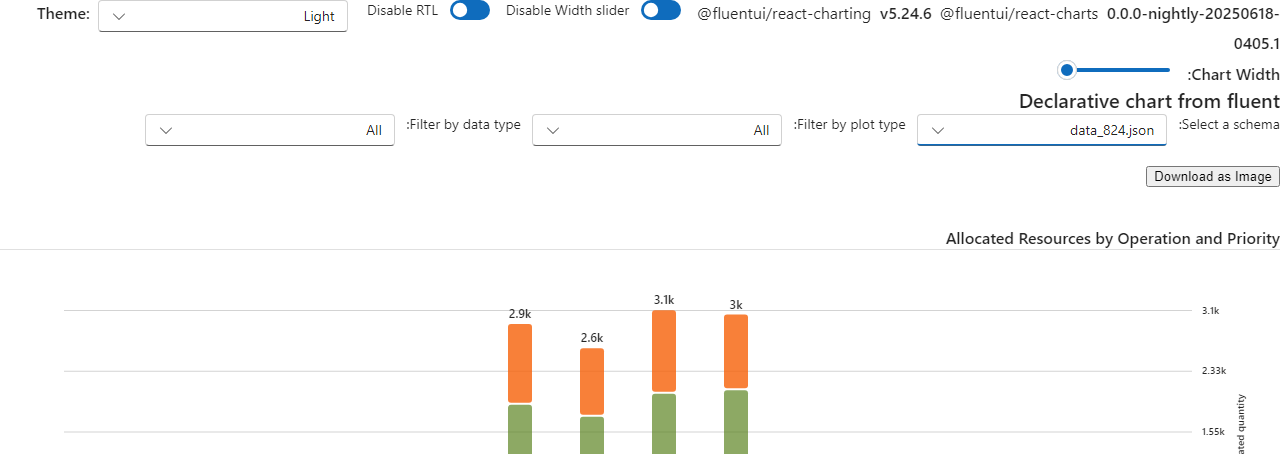 Theme: Light Disable RTL Disable Width slider @fluentui/react-charting v5.24.6 @fluentui/react-charts 0.0.0-nightly-20250618-
0405.1
:Chart Width
Declarative chart from fluent
:Select a schema data_824.json :Filter by plot type All :Filter by data type All
Download as Image
Allocated Resources by Operation and Priority
2.9k
2.6k
3.1k
3k
3.1k
2.33k
1.55k